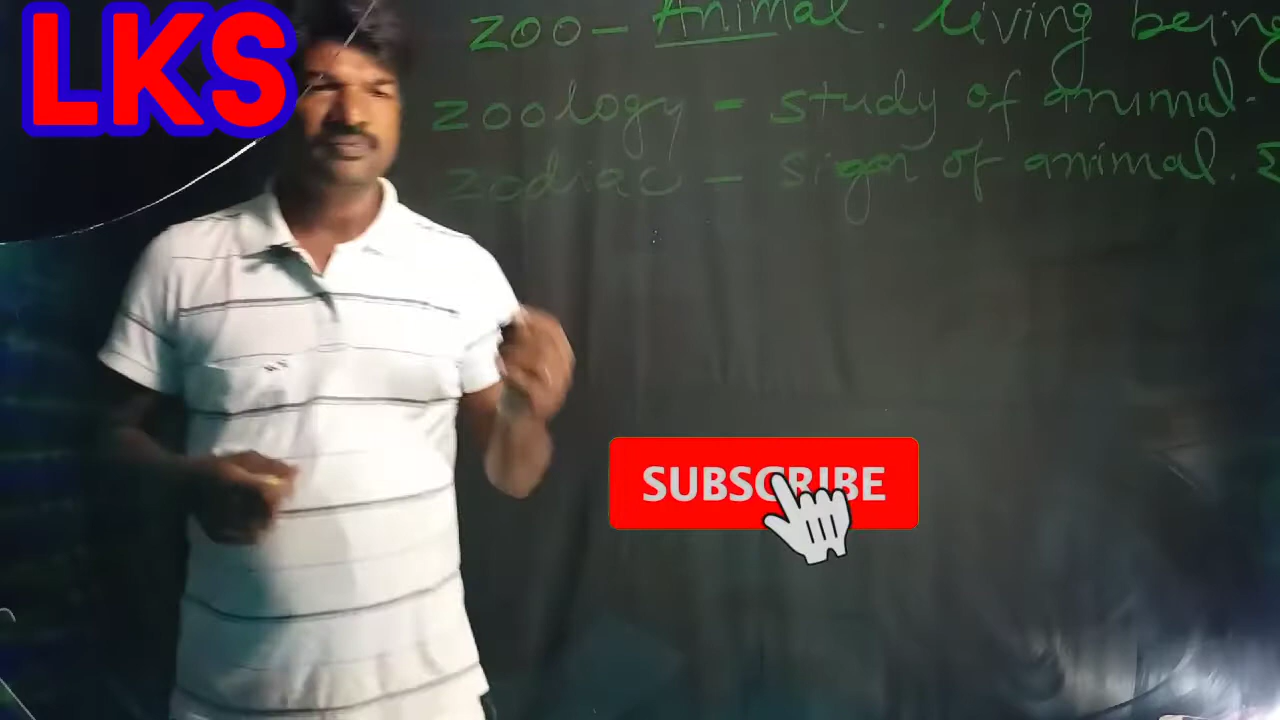 LKS
zoo - Animal. living being
zoology - study of animal.
zodiac - sign of animal.
SUBSCRIBE